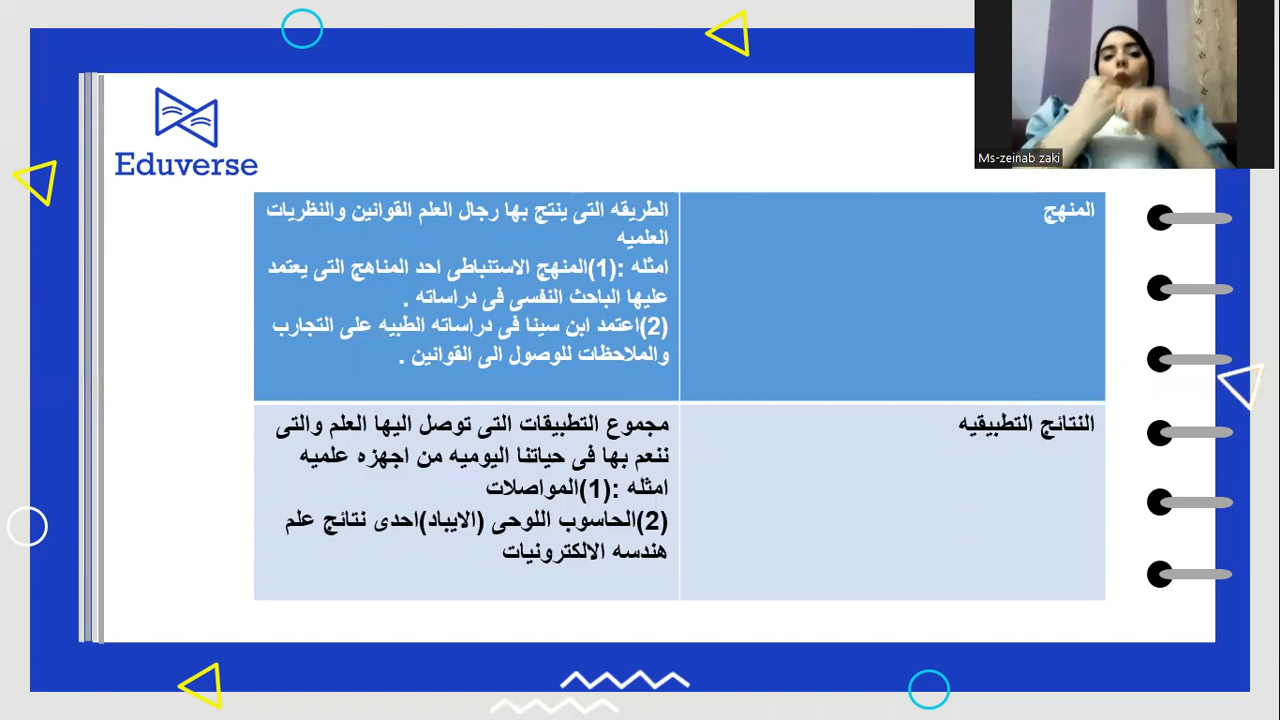 Eduverse
Ms-zeinab zaki
المنهج
الطريقه التى ينتج بها رجال العلم القوانين والنظريات
العلميه
امثله :(1)المنهج الاستنباطى احد المناهج التى يعتمد
عليها الباحث النفسى فى دراساته .
(2)اعتمد ابن سينا فى دراساته الطبيه على التجارب
والملاحظات للوصول الى القوانين .
النتائج التطبيقيه
مجموع التطبيقات التى توصل اليها العلم والتى
ننعم بها فى حياتنا اليوميه من اجهزه علميه
امثله :(1)المواصلات
(2)الحاسوب اللوحى (الايباد)احدى نتائج علم
هندسه الالكترونيات